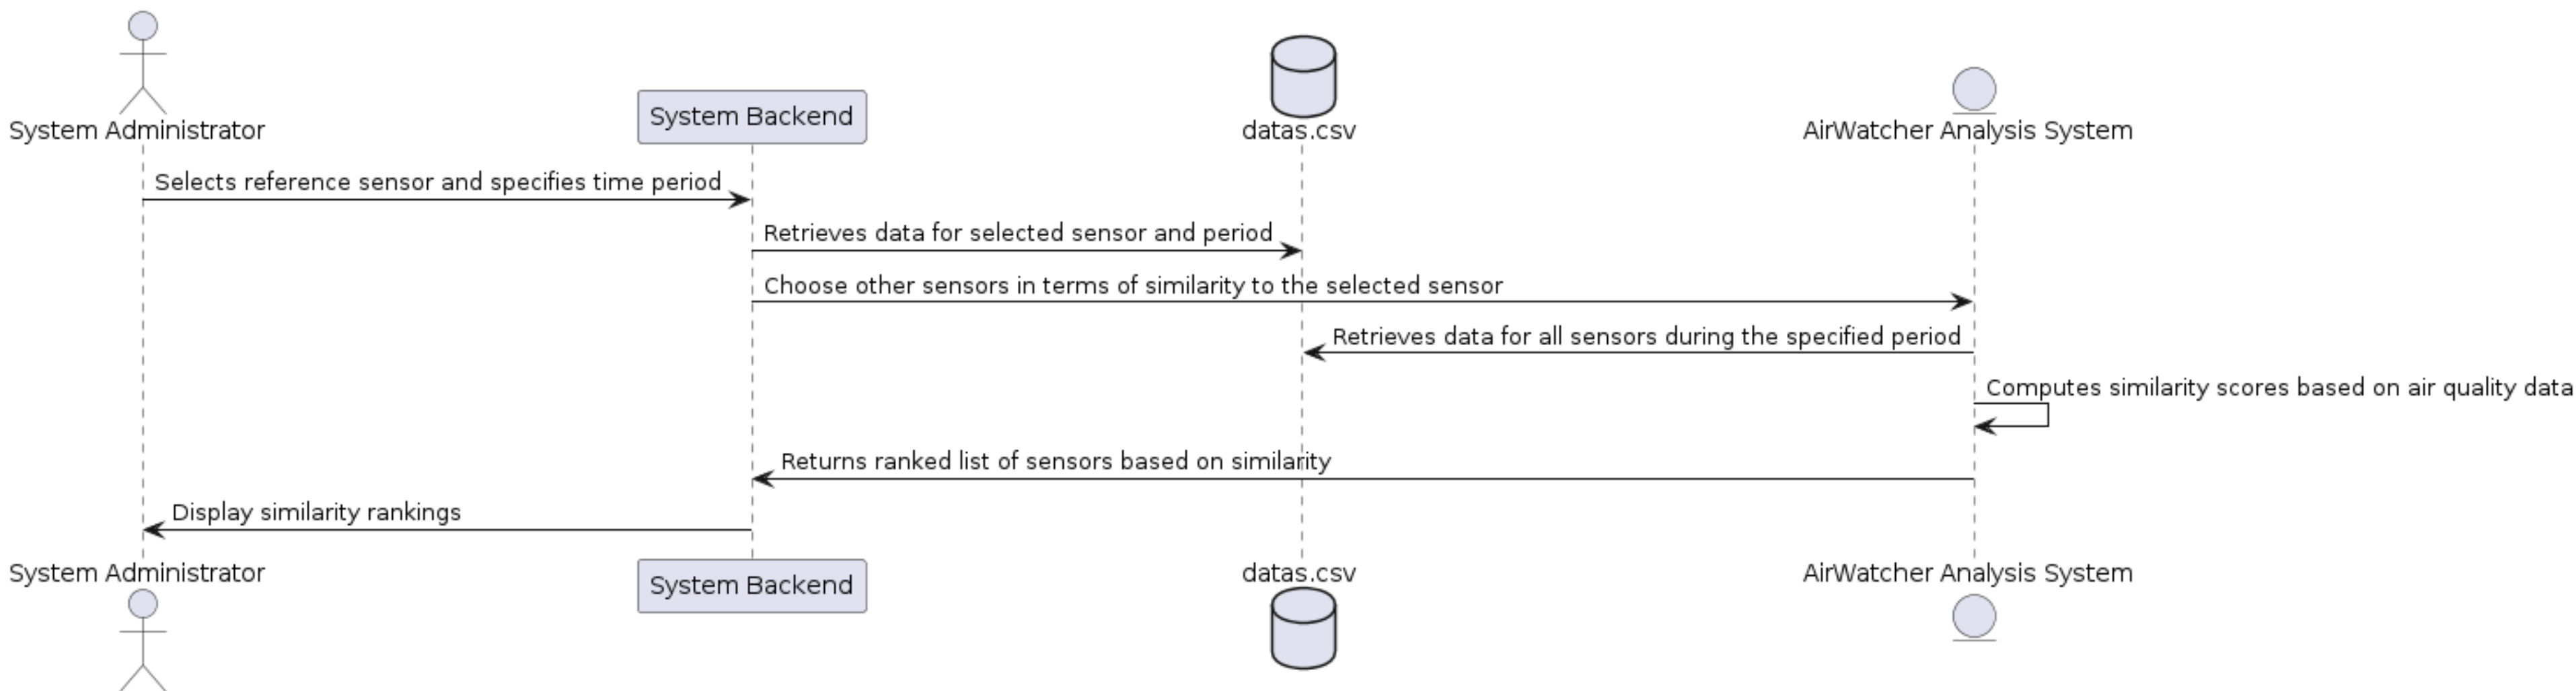 System Administrator
System Backend
datas.csv
AirWatcher Analysis System
Selects reference sensor and specifies time period
Retrieves data for selected sensor and period
Choose other sensors in terms of similarity to the selected sensor
Retrieves data for all sensors during the specified period
Computes similarity scores based on air quality data
Returns ranked list of sensors based on similarity
Display similarity rankings
System Administrator
System Backend
datas.csv
AirWatcher Analysis System